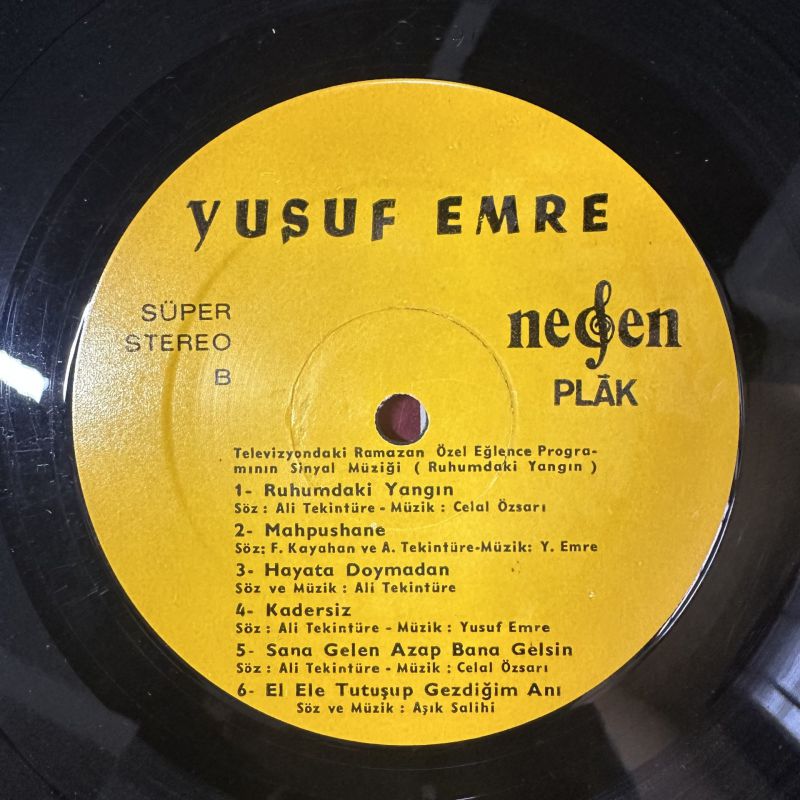 YUSUF EMRE
SÜPER
STEREO
B
neşen
PLÂK
Televizyondaki Ramazan Özel Eğlence Progra-
mının Sinyal Müziği ( Ruhumdaki Yangın )
1- Ruhumdaki Yangın
Söz : Ali Tekintüre - Müzik : Celal Özsarı
2- Mahpushane
Söz: F. Kayahan ve A. Tekintüre-Müzik: Y. Emre
3- Hayata Doymadan
Söz ve Müzik : Ali Tekintüre
4- Kadersiz
Söz : Ali Tekintüre - Müzik : Yusuf Emre
5- Sana Gelen Azap Bana Gelsin
Söz : Ali Tekintüre - Müzik : Celal Özsarı
6- El Ele Tutuşup Gezdiğim Anı
Söz ve Müzik : Aşık Salihi